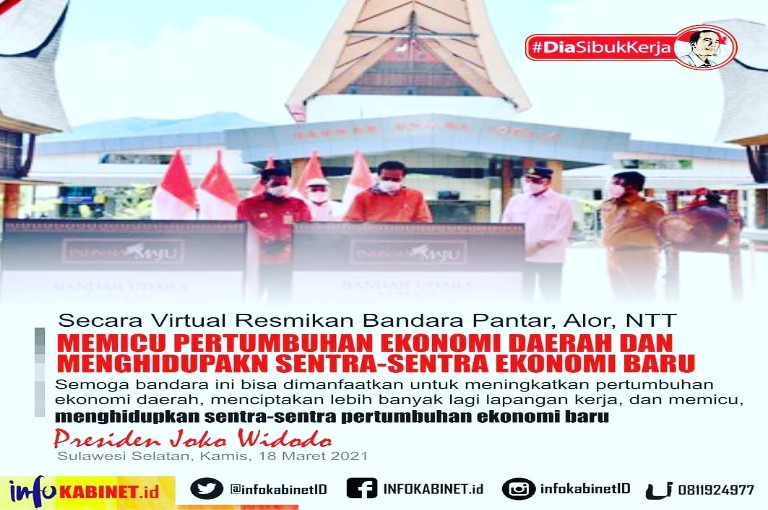 #DiaSibukKerja
INDONESIA MAJU
INDONESIA MAJU
BANDAR UDARA
PANTAR
BANDAR UDARA
Secara Virtual Resmikan Bandara Pantar, Alor, NTT
MEMICU PERTUMBUHAN EKONOMI DAERAH DAN
MENGHIDUPAKN SENTRA-SENTRA EKONOMI BARU
Semoga bandara ini bisa dimanfaatkan untuk meningkatkan pertumbuhan
ekonomi daerah, menciptakan lebih banyak lagi lapangan kerja, dan memicu,
menghidupkan sentra-sentra pertumbuhan ekonomi baru
Presiden Joko Widodo
Sulawesi Selatan, Kamis, 18 Maret 2021
info KABINET.id
@infokabinetID
INFOKABINET.id
infokabinetID
0811924977